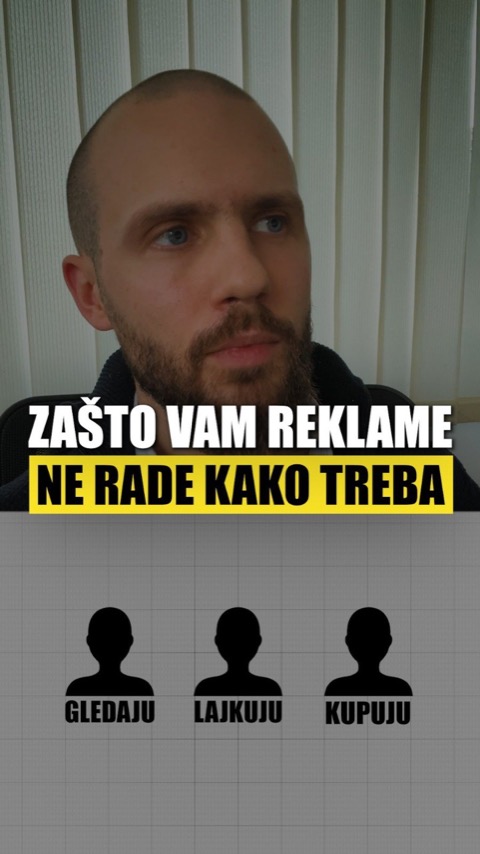 ZAŠTO VAM REKLAME
NE RADE KAKO TREBA
GLEDAJU
LAJKUJU
KUPUJU